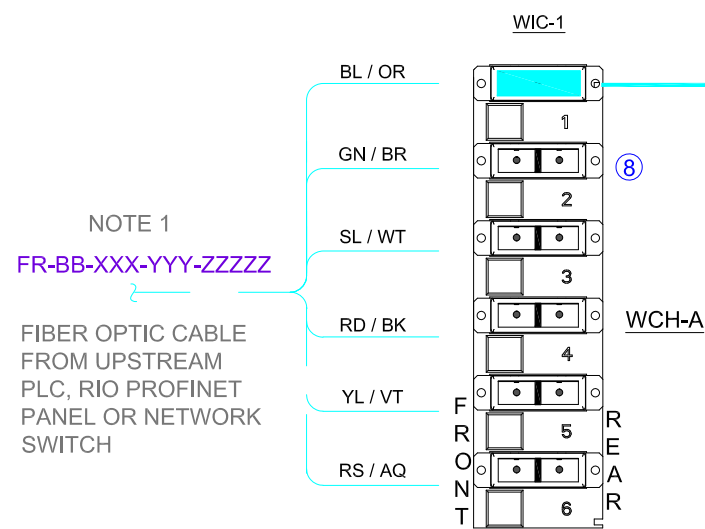 WIC-1
BL / OR
1
GN / BR
8
2
NOTE 1
SL / WT
FR-BB-XXX-YYY-ZZZZZ
3
FIBER OPTIC CABLE
FROM UPSTREAM
PLC, RIO PROFINET
PANEL OR NETWORK
SWITCH
RD / BK
WCH-A
4
YL / VT
FRONT
5
REAR
RS / AQ
6